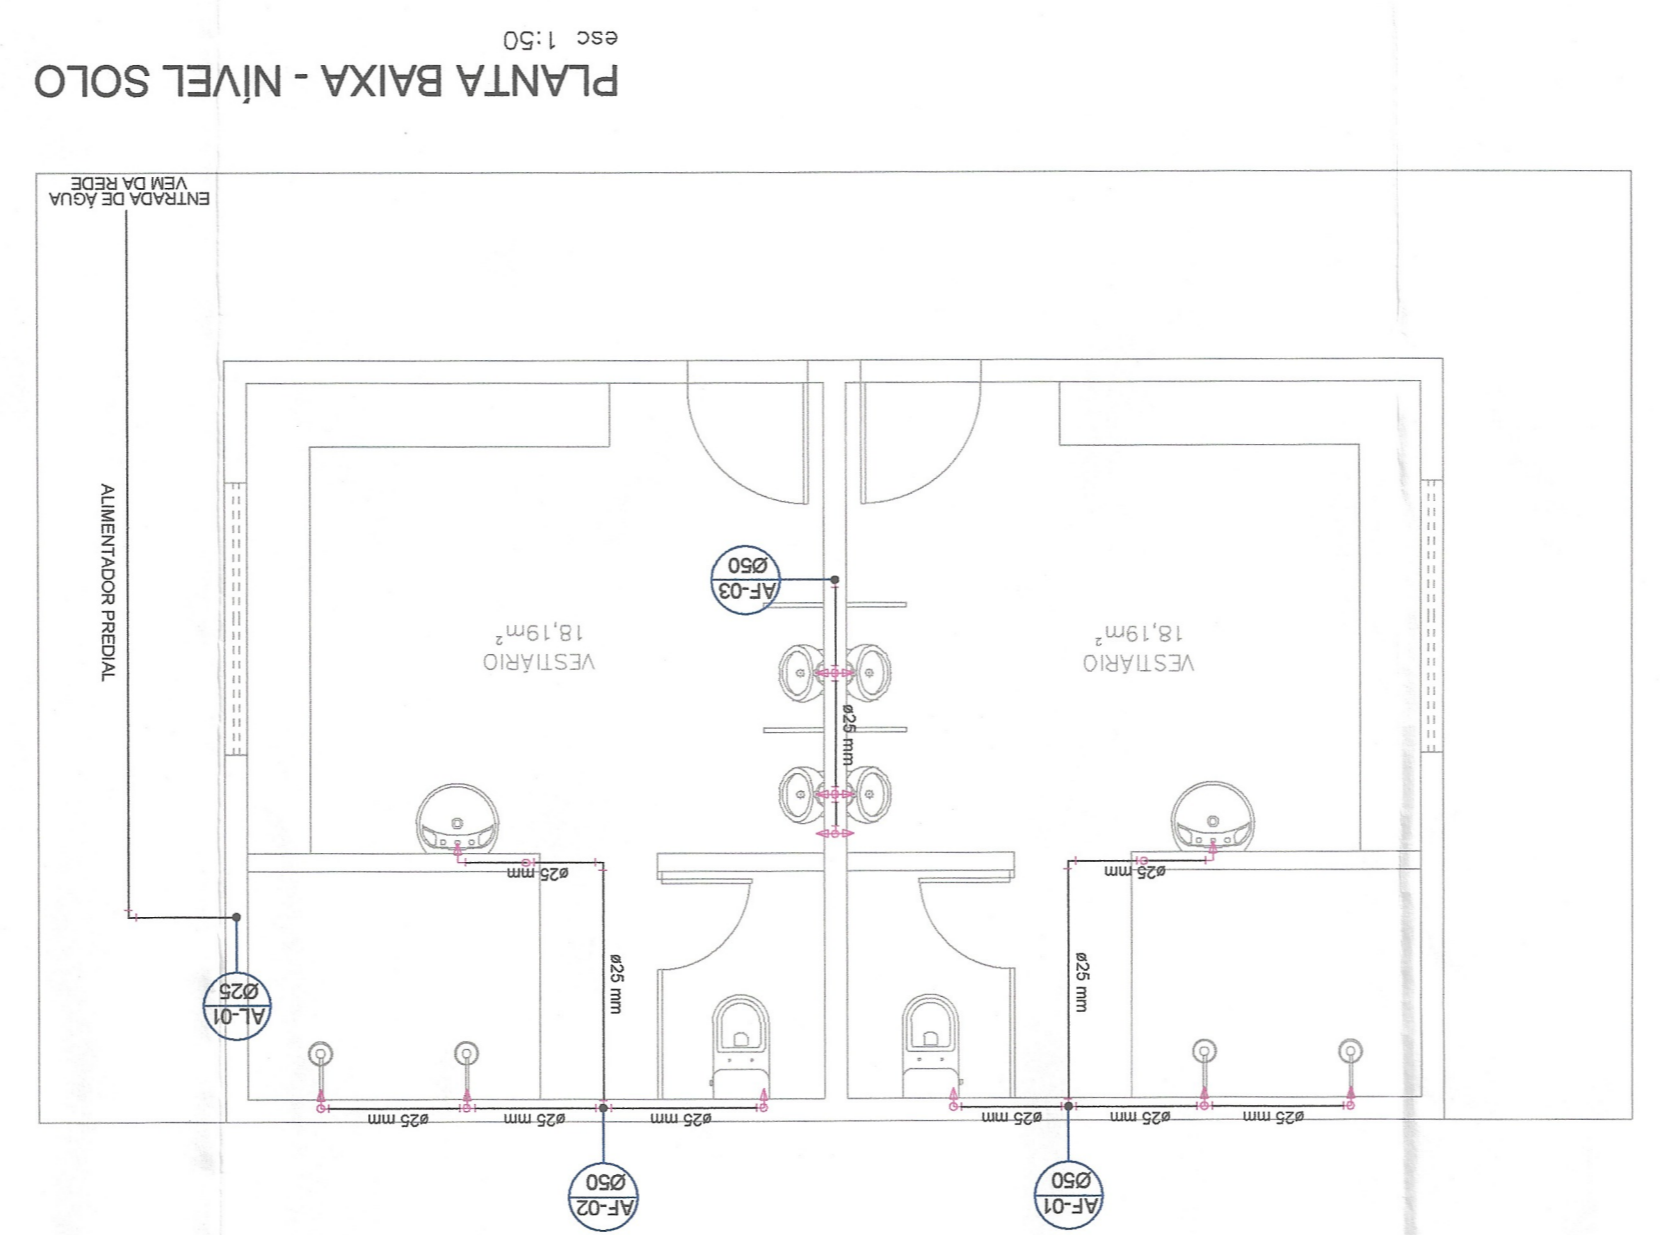 PLANTA BAIXA - NÍVEL SOLO
esc 1:50
AF-01
Ø50
AF-02
Ø50
ø25 mm
ø25 mm
ø25 mm
ø25 mm
ø25 mm
ø25 mm
AL-01
Ø25
ø25 mm
ø25 mm
ø25 mm
ø25 mm
ø25 mm
VESTIÁRIO
18,19m²
VESTIÁRIO
18,19m²
AF-03
Ø50
ALIMENTADOR PREDIAL
ENTRADA DE ÁGUA
VEM DA REDE